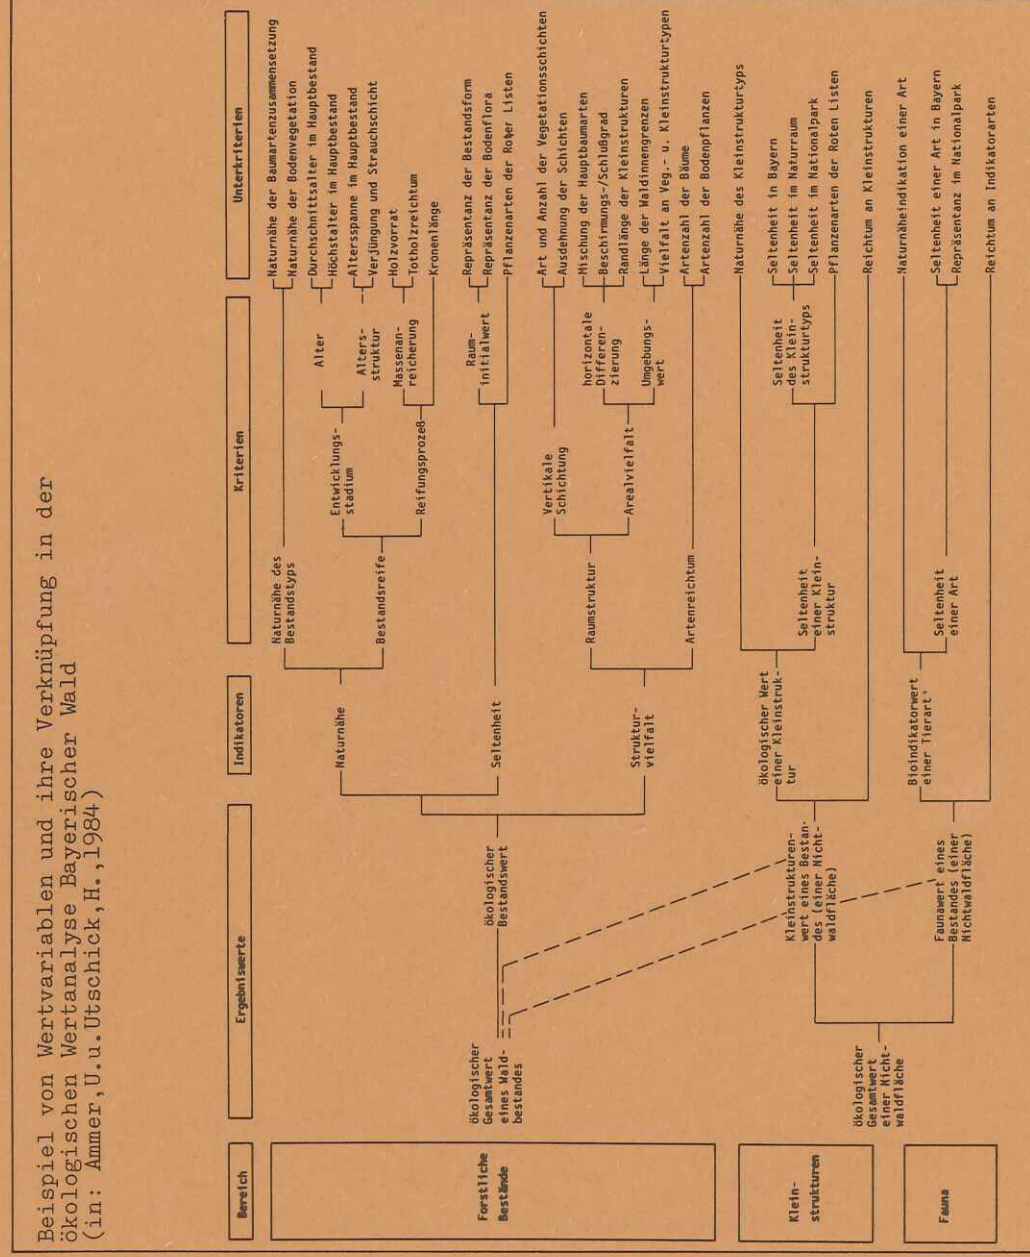 Beispiel von Wertvariablen und ihre Verknüpfung in der
ökologischen Wertanalyse Bayerischer Wald
(in: Ammer,U.u.Utschick,H.,1984)
Bereich
Ergebniswerte
Indikatoren
Kriterien
Unterkriterien
Forstliche
Bestände
ökologischer
Gesamtwert
eines Wald-
bestandes
ökologischer
Bestandswert
Naturnähe
Naturnähe des
Bestandstyps
Naturnähe der Baumartenzusammensetzung
Naturnähe der Bodenvegetation
Bestandsreife
Entwicklungs-
stadium
Alter
Durchschnittsalter im Hauptbestand
Höchstalter im Hauptbestand
Alters-
struktur
Altersspanne im Hauptbestand
Verjüngung und Strauchschicht
Reifungsprozeß
Massenan-
reicherung
Holzvorrat
Totholzreichtum
Kronenlänge
Seltenheit
Raum-
initialwert
Repräsentanz der Bestandsform
Repräsentanz der Bodenflora
Pflanzenarten der Roter Listen
Struktur-
vielfalt
Raumstruktur
Vertikale
Schichtung
Art und Anzahl der Vegetationsschichten
Ausdehnung der Schichten
Arealvielfalt
horizontale
Differen-
zierung
Mischung der Hauptbaumarten
Beschirmungs-/Schlußgrad
Randlänge der Kleinstrukturen
Umgebungs-
wert
Länge der Waldinnengrenzen
Vielfalt an Veg.- u. Kleinstrukturtypen
Artenreichtum
Artenzahl der Bäume
Artenzahl der Bodenpflanzen
Klein-
strukturen
Kleinstrukturen-
wert eines Bestan-
des (einer Nicht-
waldfläche)
ökologischer Wert
einer Kleinstruk-
tur
Naturnähe des Kleinstrukturtyps
Seltenheit
einer Klein-
struktur
Seltenheit
des Klein-
strukturtyps
Seltenheit in Bayern
Seltenheit im Naturraum
Seltenheit im Nationalpark
Pflanzenarten der Roten Listen
Reichtum an Kleinstrukturen
ökologischer
Gesamtwert
einer Nicht-
waldfläche
Fauna
Faunawert eines
Bestandes (einer
Nichtwaldfläche)
Bioindikatorwert
einer Tierart
Naturnäheindikation einer Art
Seltenheit
einer Art
Seltenheit einer Art in Bayern
Repräsentanz im Nationalpark
Reichtum an Indikatorarten